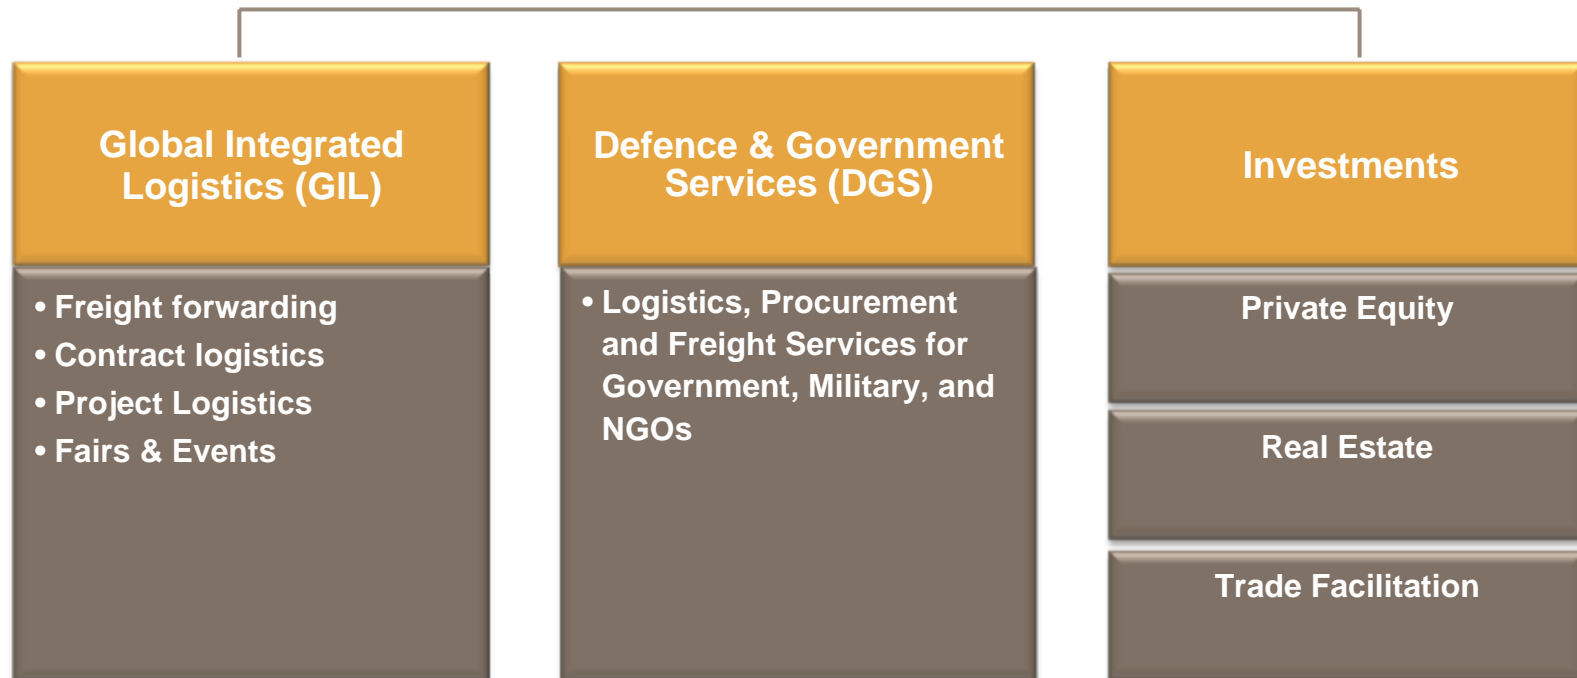 Global Integrated
Logistics (GIL)
• Freight forwarding
• Contract logistics
• Project Logistics
• Fairs & Events
Defence & Government
Services (DGS)
• Logistics, Procurement
and Freight Services for
Government, Military, and
NGOs
Investments
Private Equity
Real Estate
Trade Facilitation